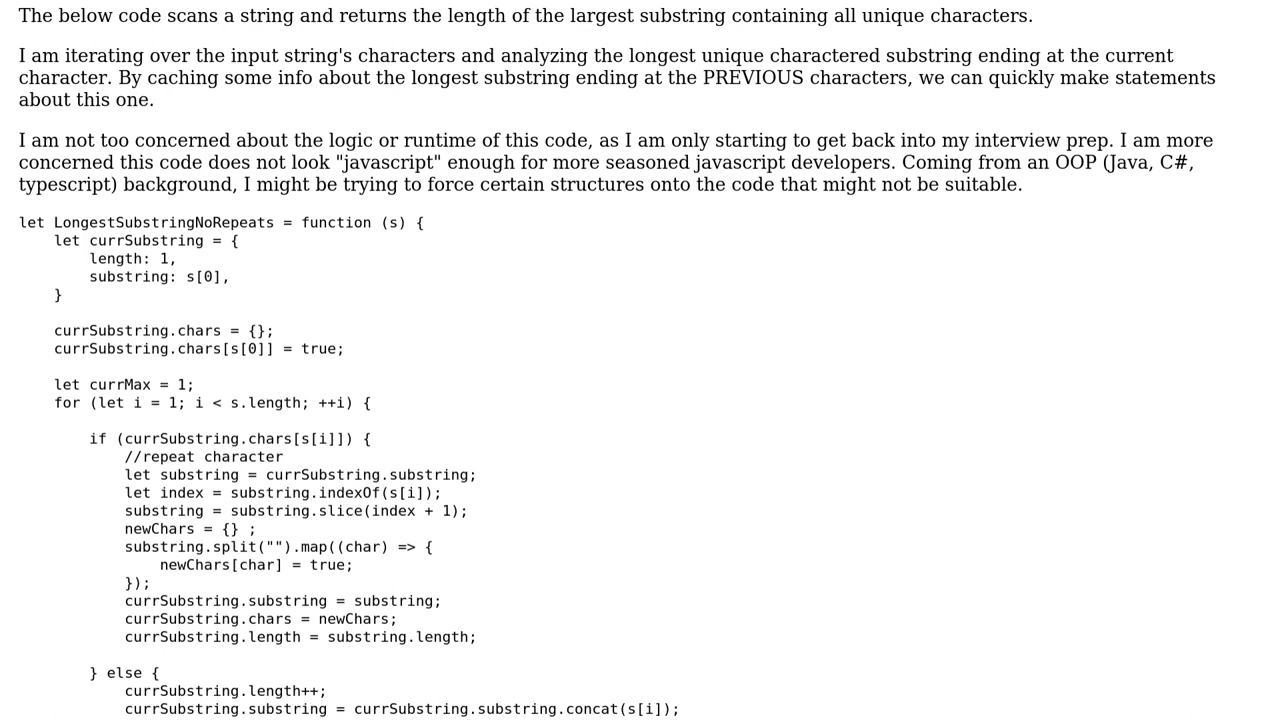 The below code scans a string and returns the length of the largest substring containing all unique characters.
I am iterating over the input string's characters and analyzing the longest unique charactered substring ending at the current
character. By caching some info about the longest substring ending at the PREVIOUS characters, we can quickly make statements
about this one.
I am not too concerned about the logic or runtime of this code, as I am only starting to get back into my interview prep. I am more
concerned this code does not look "javascript" enough for more seasoned javascript developers. Coming from an OOP (Java, C#,
typescript) background, I might be trying to force certain structures onto the code that might not be suitable.
let LongestSubstringNoRepeats = function (s) {
    let currSubstring = {
        length: 1,
        substring: s[0],
    }
    currSubstring.chars = {};
    currSubstring.chars[s[0]] = true;
    let currMax = 1;
    for (let i = 1; i < s.length; ++i) {
        if (currSubstring.chars[s[i]]) {
            //repeat character
            let substring = currSubstring.substring;
            let index = substring.indexOf(s[i]);
            substring = substring.slice(index + 1);
            newChars = {} ;
            substring.split("").map((char) => {
                newChars[char] = true;
            });
            currSubstring.substring = substring;
            currSubstring.chars = newChars;
            currSubstring.length = substring.length;
        } else {
            currSubstring.length++;
            currSubstring.substring = currSubstring.substring.concat(s[i]);